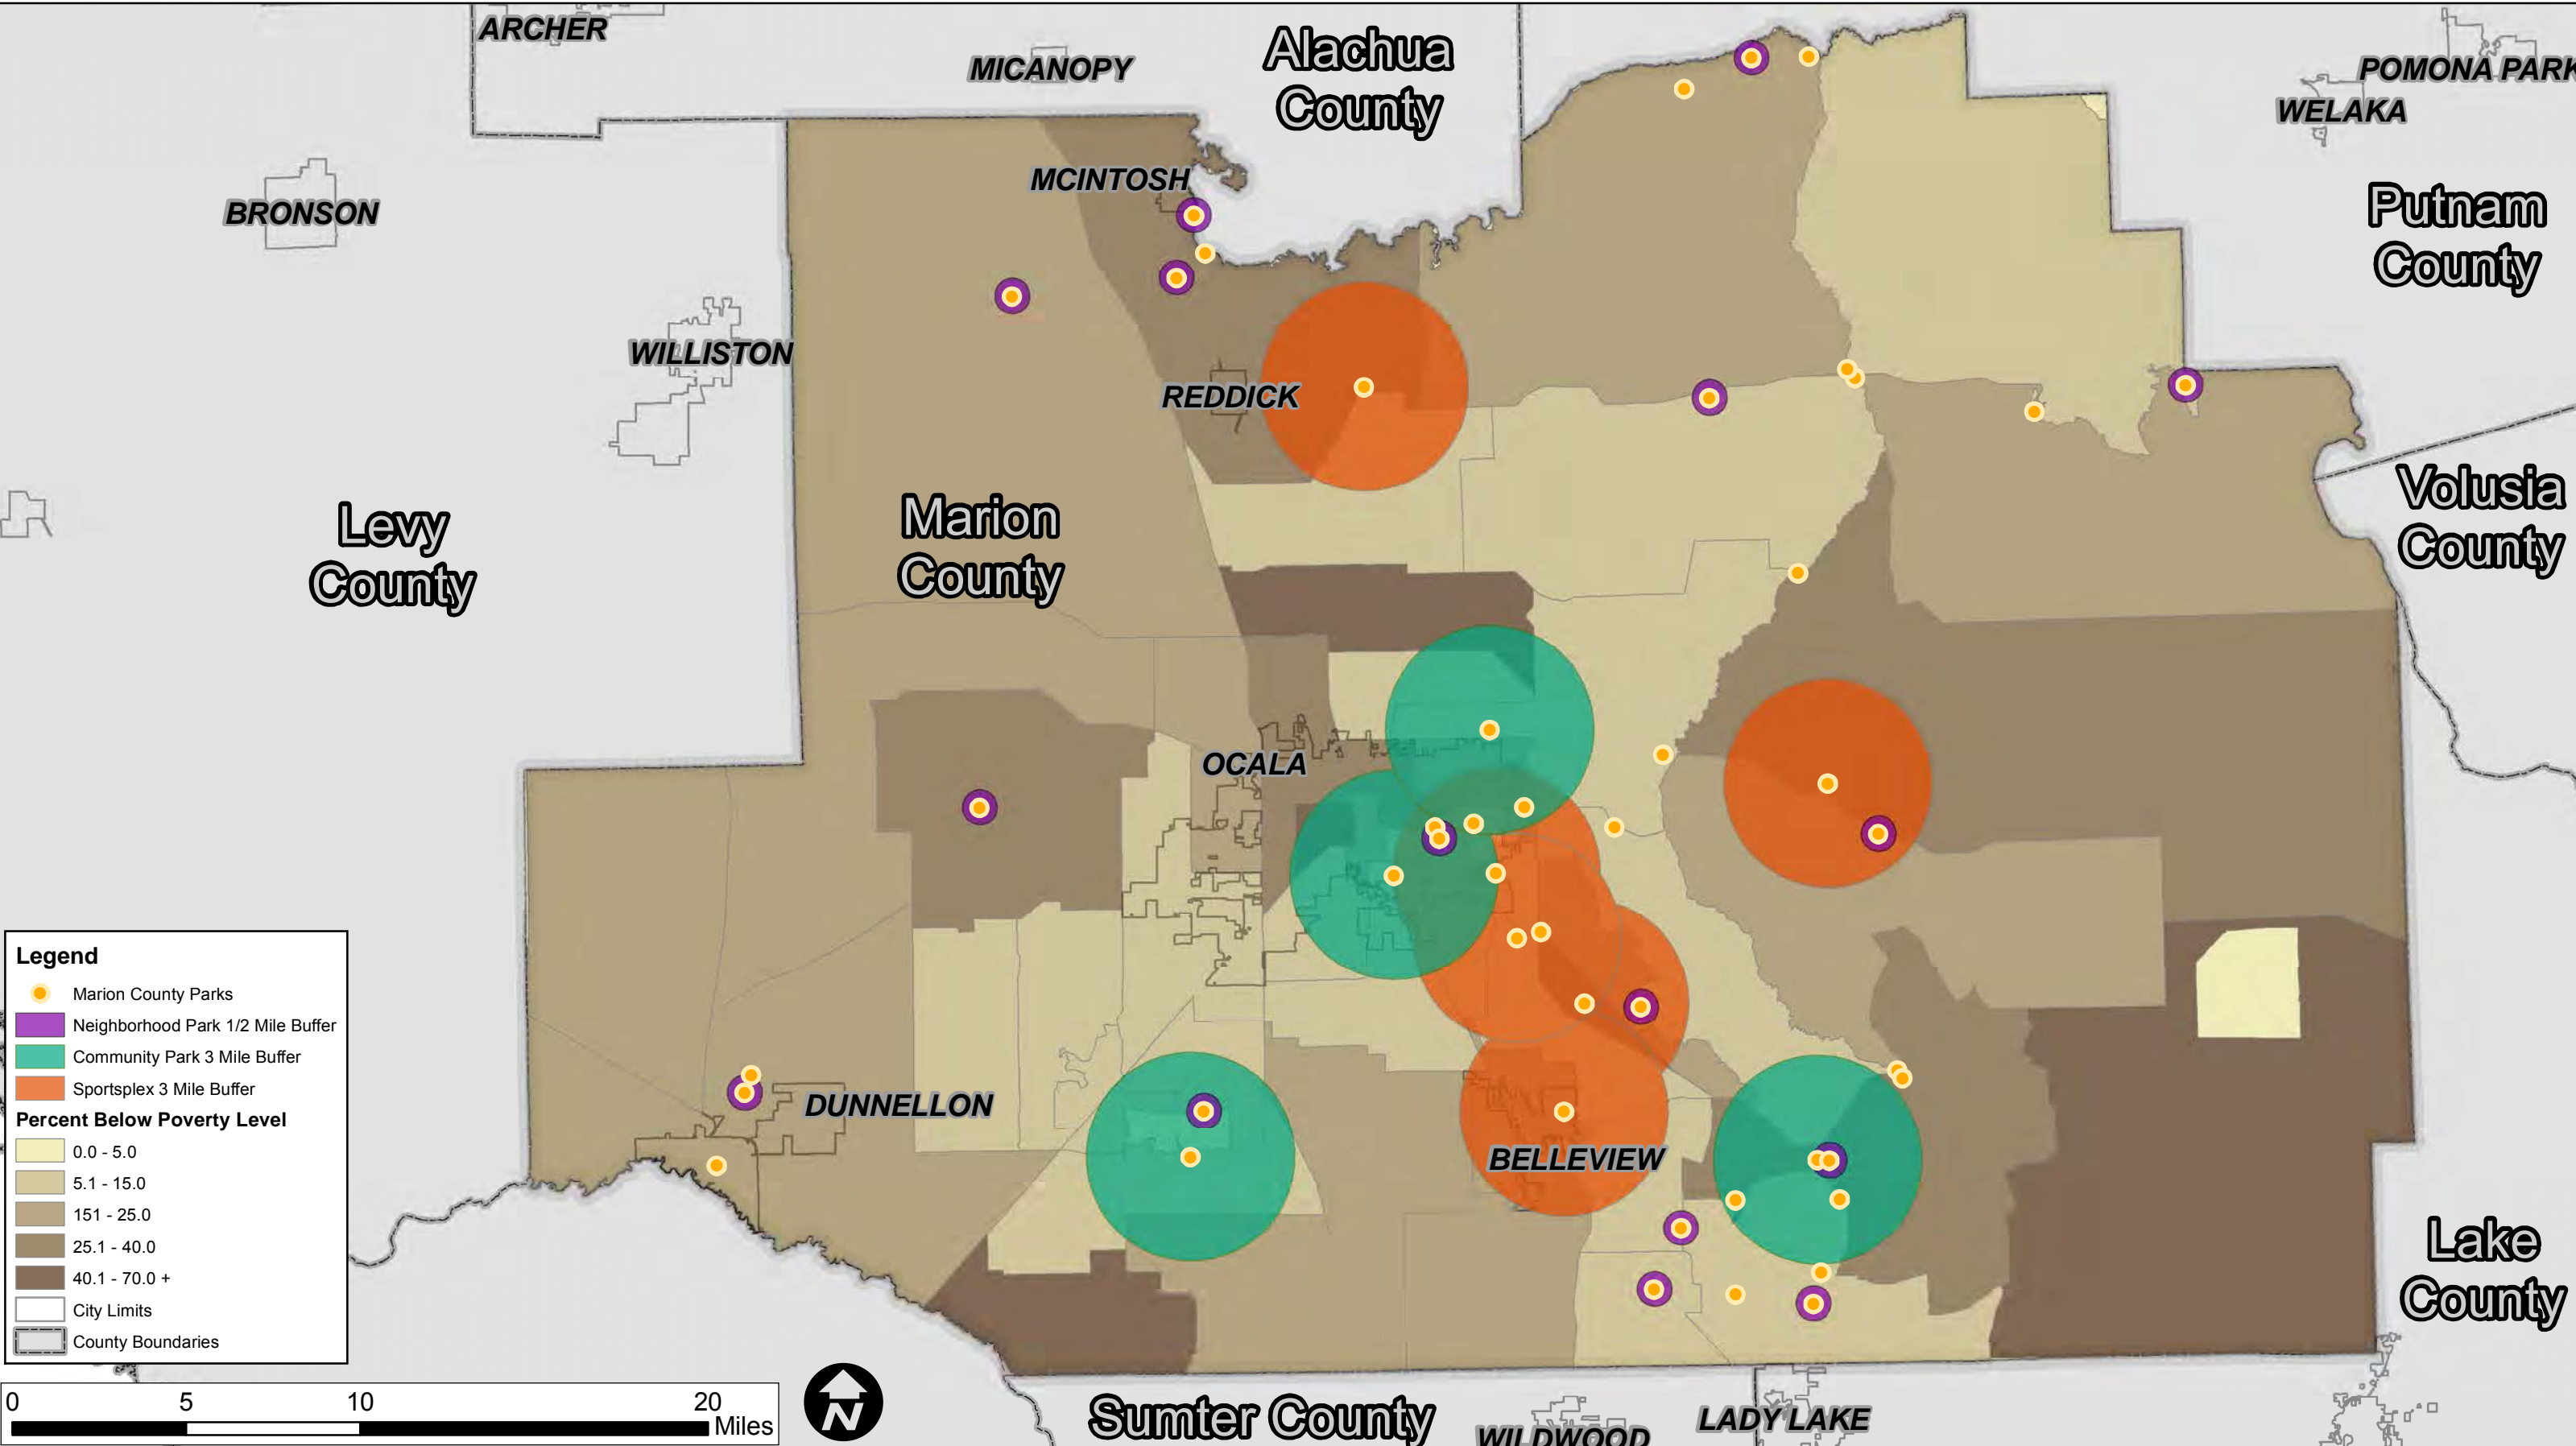 ARCHER
MICANOPY
Alachua
County
POMONA PARK
WELAKA
MCINTOSH
BRONSON
Putnam
County
WILLISTON
REDDICK
Levy
County
Marion
County
Volusia
County
OCALA
DUNNELLON
BELLEVIEW
Lake
County
Legend
Marion County Parks
Neighborhood Park 1/2 Mile Buffer
Community Park 3 Mile Buffer
Sportsplex 3 Mile Buffer
Percent Below Poverty Level
0.0 - 5.0
5.1 - 15.0
151 - 25.0
25.1 - 40.0
40.1 - 70.0 +
City Limits
County Boundaries
0 5 10 20
Miles
N
Sumter County
WILDWOOD
LADY LAKE